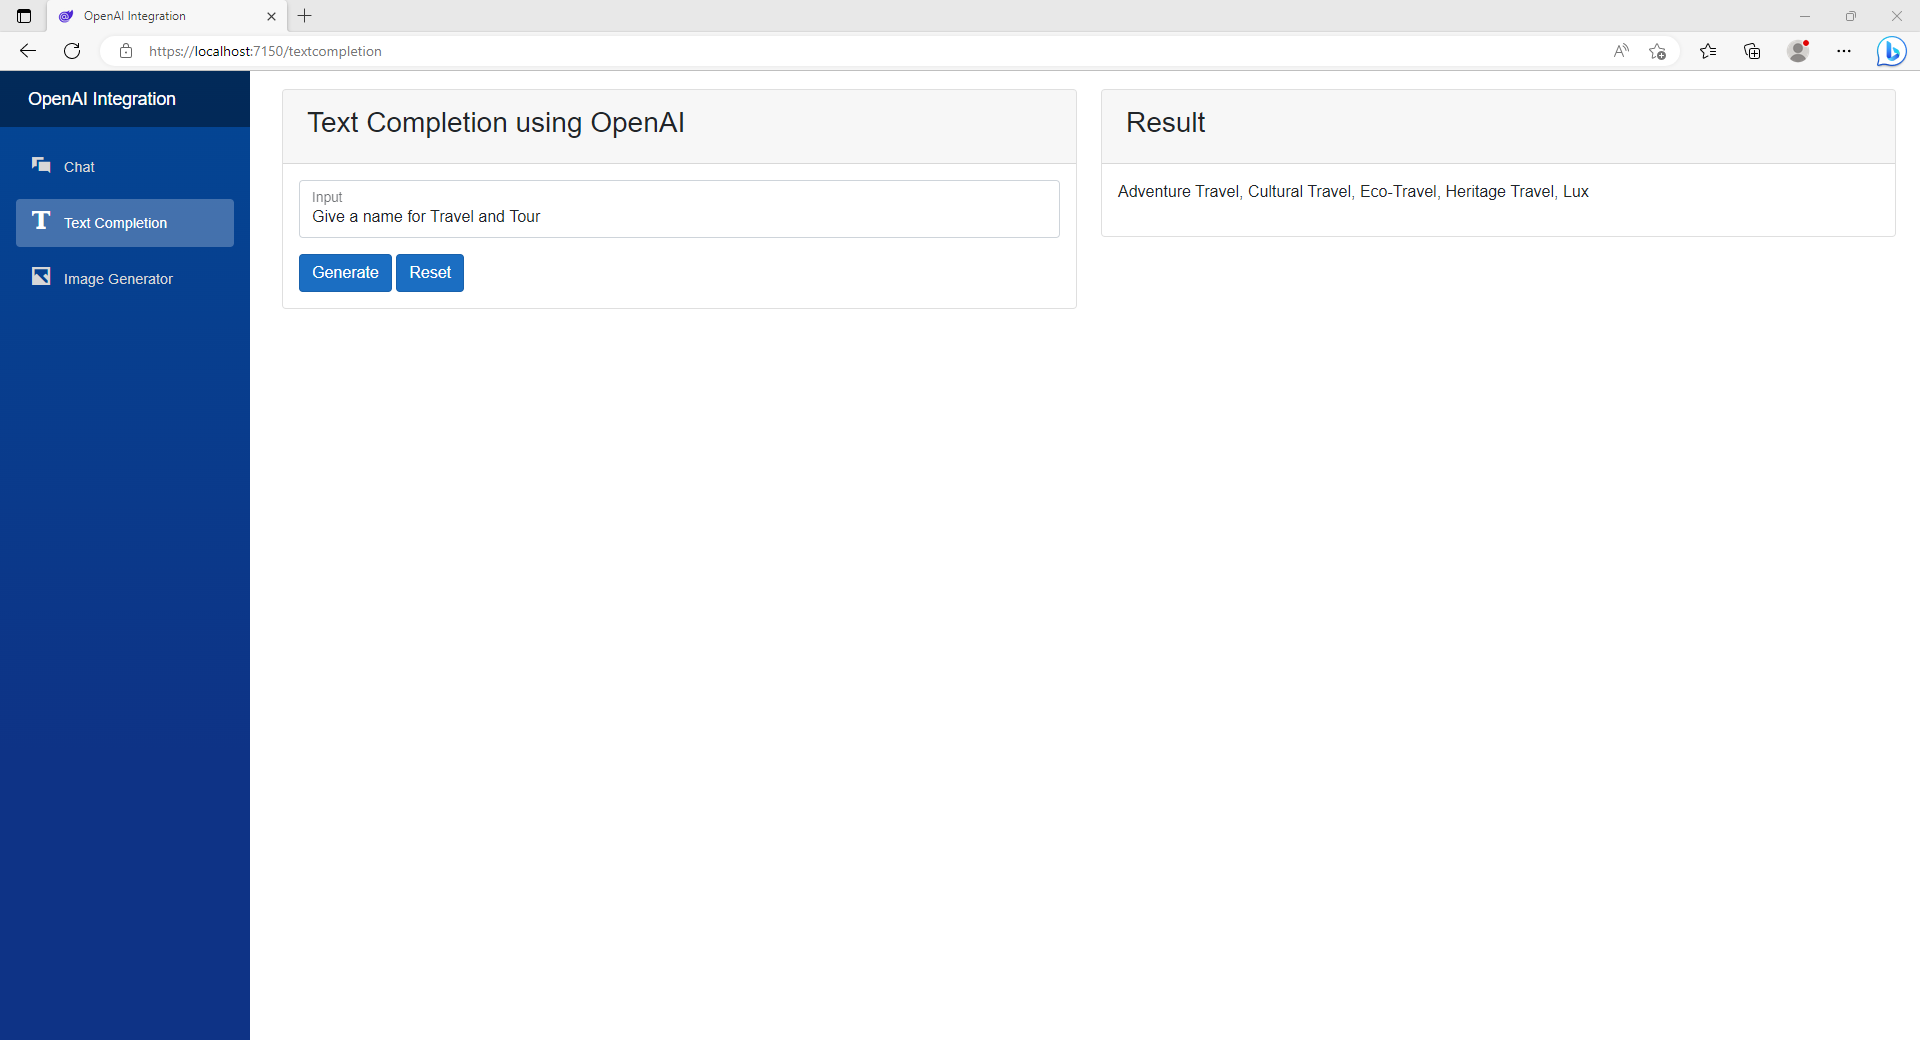 OpenAI Integration
https://localhost:7150/textcompletion
OpenAI Integration
Chat
Text Completion
Image Generator
Text Completion using OpenAI
Input
Give a name for Travel and Tour
Generate Reset
Result
Adventure Travel, Cultural Travel, Eco-Travel, Heritage Travel, Lux